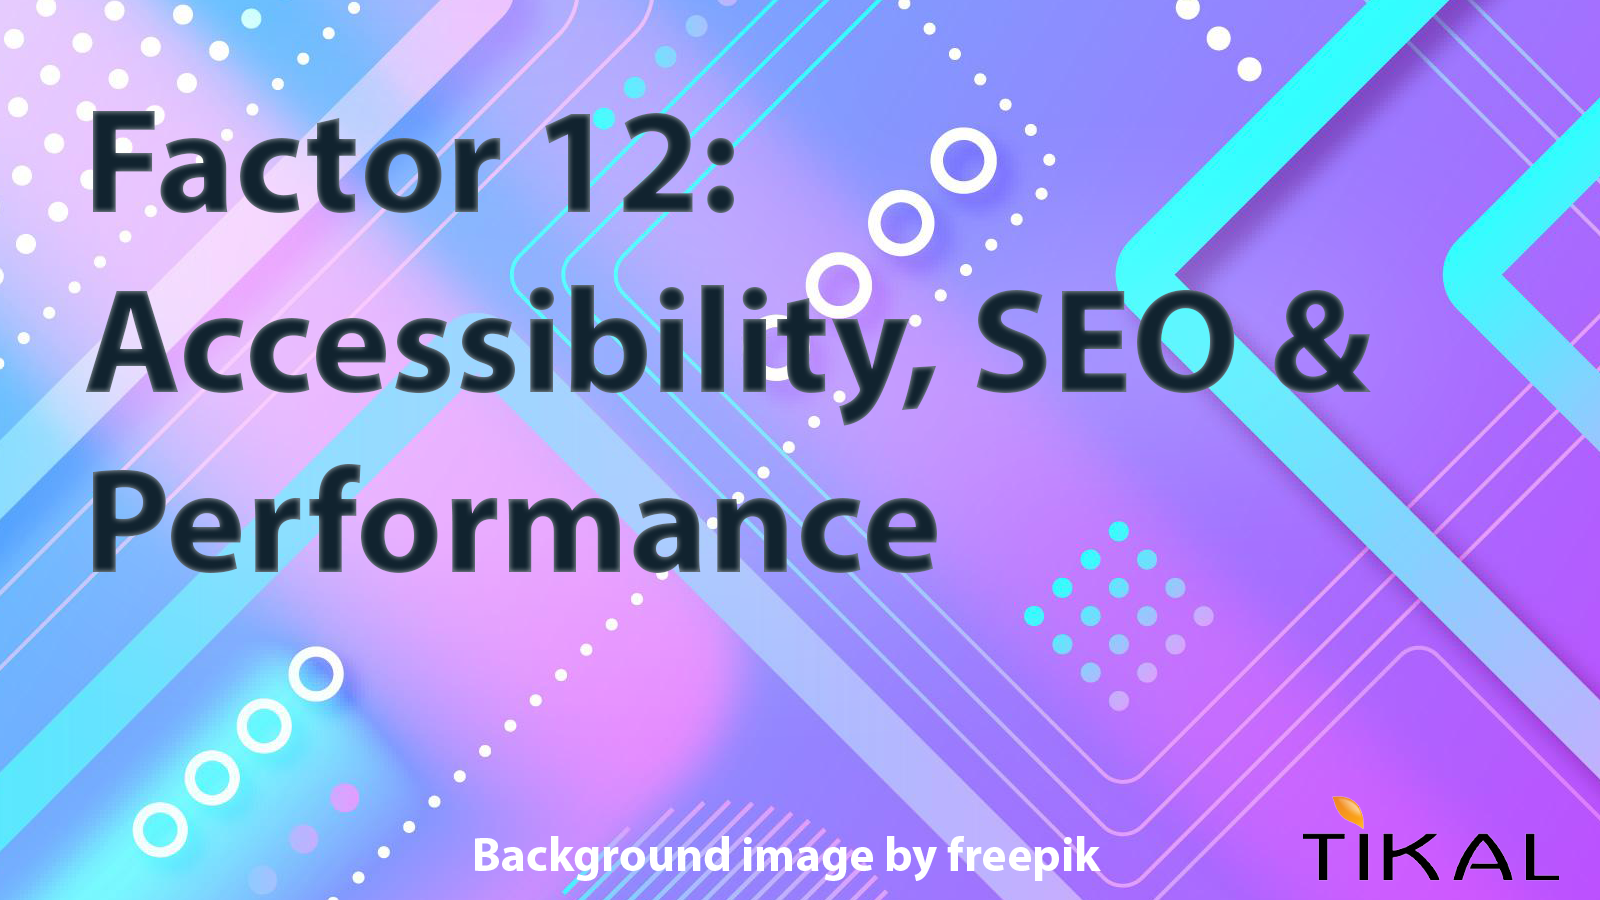 Factor 12:
Accessibility, SEO &
Performance
Background image by freepik
TIKAL